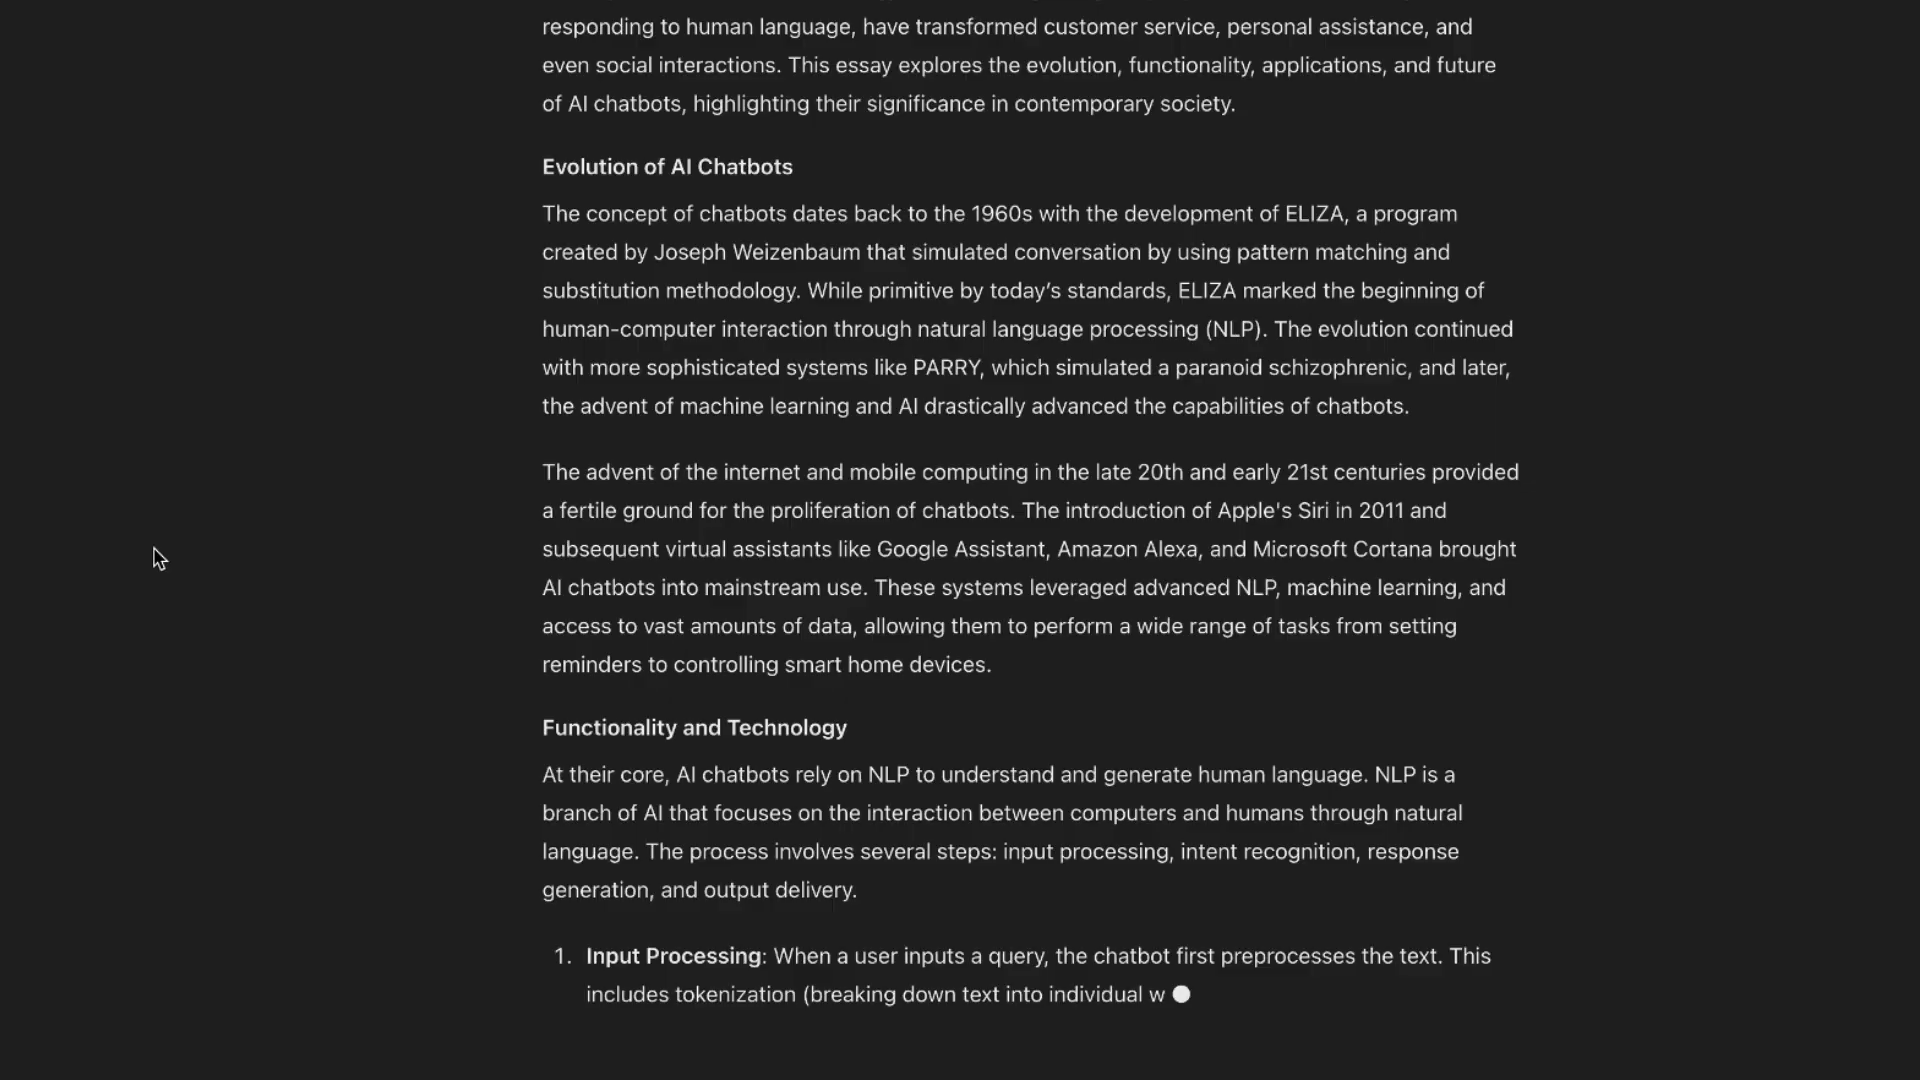 responding to human language, have transformed customer service, personal assistance, and
even social interactions. This essay explores the evolution, functionality, applications, and future
of AI chatbots, highlighting their significance in contemporary society.
Evolution of AI Chatbots
The concept of chatbots dates back to the 1960s with the development of ELIZA, a program
created by Joseph Weizenbaum that simulated conversation by using pattern matching and
substitution methodology. While primitive by today’s standards, ELIZA marked the beginning of
human-computer interaction through natural language processing (NLP). The evolution continued
with more sophisticated systems like PARRY, which simulated a paranoid schizophrenic, and later,
the advent of machine learning and AI drastically advanced the capabilities of chatbots.
The advent of the internet and mobile computing in the late 20th and early 21st centuries provided
a fertile ground for the proliferation of chatbots. The introduction of Apple's Siri in 2011 and
subsequent virtual assistants like Google Assistant, Amazon Alexa, and Microsoft Cortana brought
AI chatbots into mainstream use. These systems leveraged advanced NLP, machine learning, and
access to vast amounts of data, allowing them to perform a wide range of tasks from setting
reminders to controlling smart home devices.
Functionality and Technology
At their core, AI chatbots rely on NLP to understand and generate human language. NLP is a
branch of AI that focuses on the interaction between computers and humans through natural
language. The process involves several steps: input processing, intent recognition, response
generation, and output delivery.
1. Input Processing: When a user inputs a query, the chatbot first preprocesses the text. This
includes tokenization (breaking down text into individual w